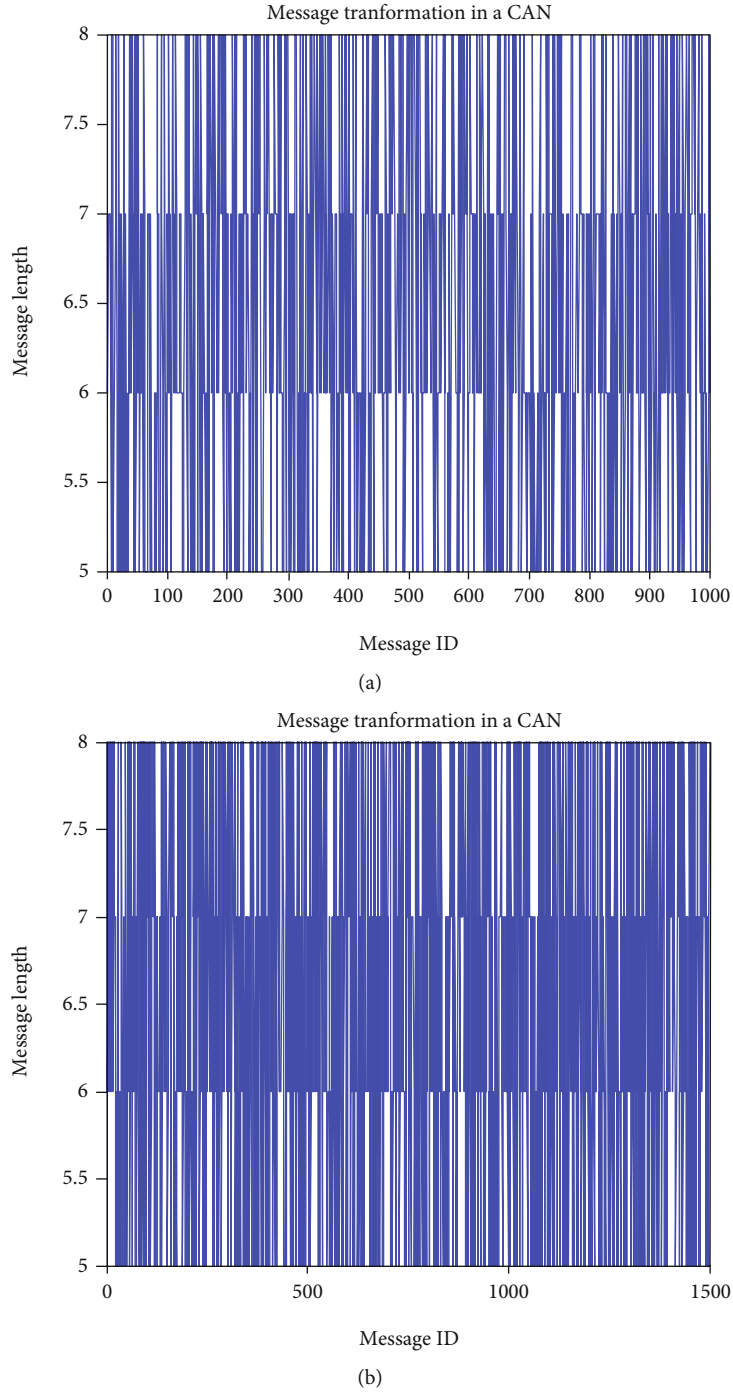 Message tranformation in a CAN
8
7.5
7
6.5
6
5.5
5
Message length
0 100 200 300 400 500 600 700 800 900 1000
Message ID
(a)
Message tranformation in a CAN
8
7.5
7
6.5
6
5.5
5
Message length
0 500 1000 1500
Message ID
(b)